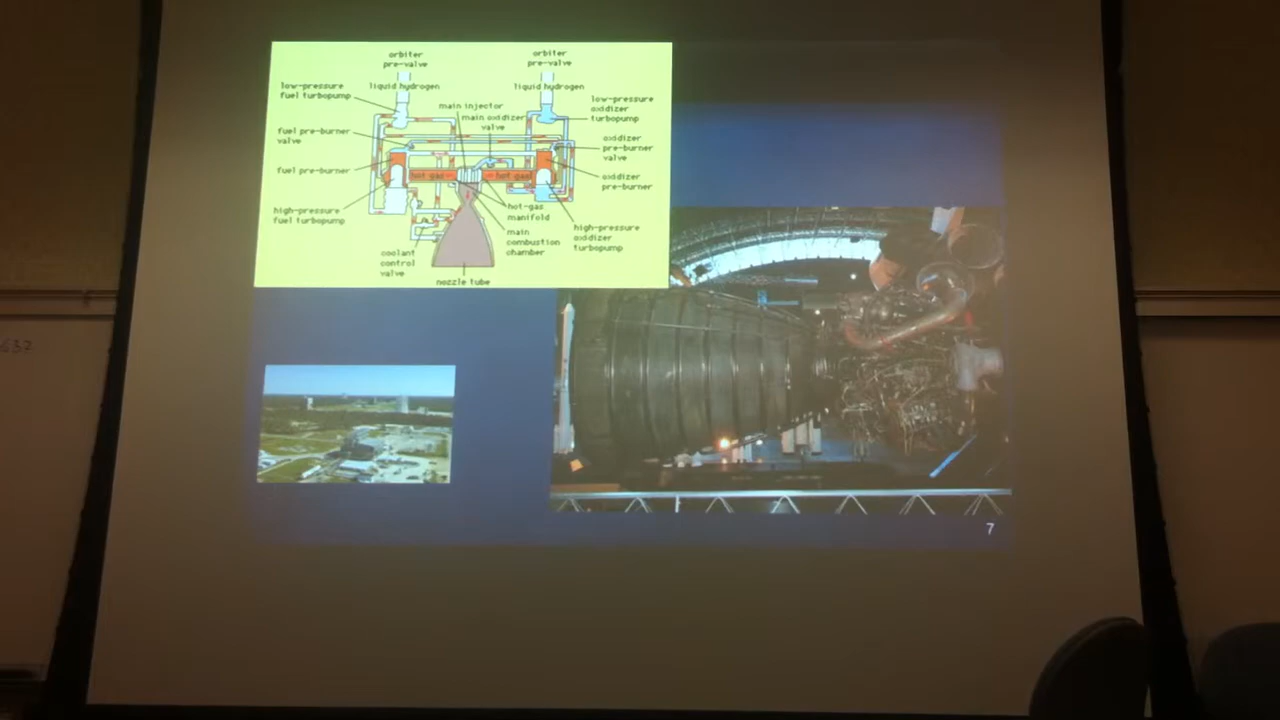 orbiter
pre-valve
orbiter
pre-valve
low-pressure
fuel turbopump
liquid hydrogen
liquid hydrogen
main injector
main oxidizer
valve
low-pressure
oxidizer
turbopump
fuel pre-burner
valve
oxidizer
pre-burner
valve
fuel pre-burner
hot gas
hot gas
oxidizer
pre-burner
high-pressure
fuel turbopump
hot-gas
manifold
main
combustion
chamber
high-pressure
oxidizer
turbopump
coolant
control
valve
nozzle tube
7
637